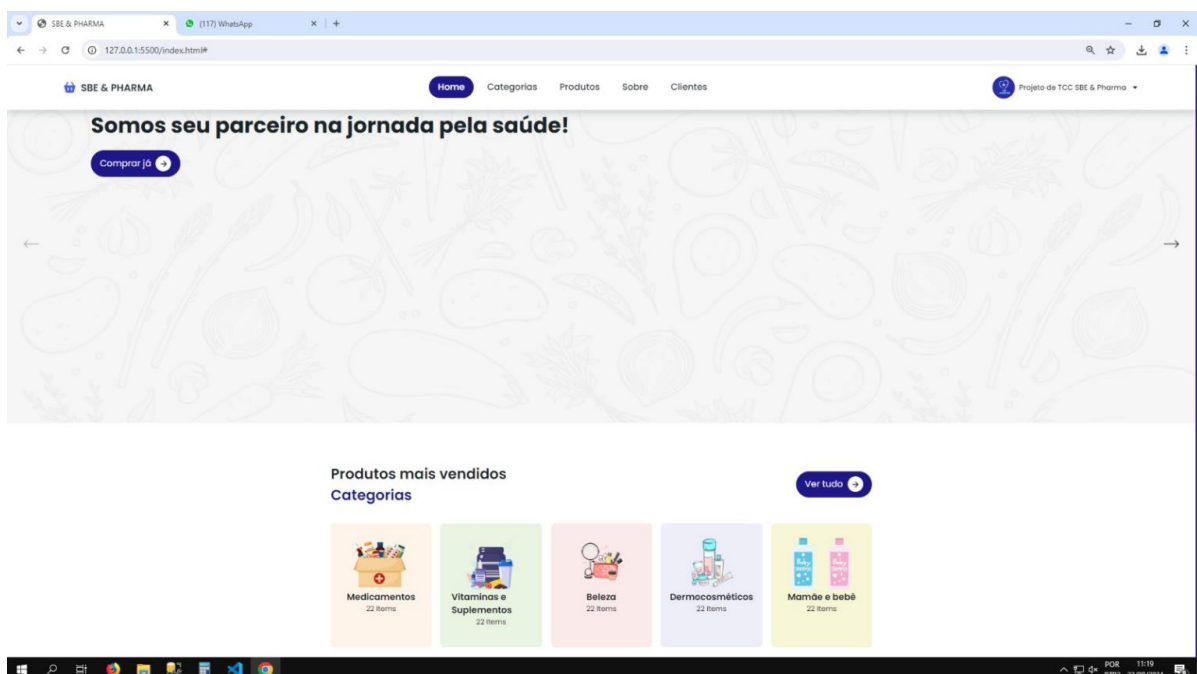 SBE & PHARMA
(117) WhatsApp
127.0.0.1:5500/index.html#
SBE & PHARMA
Home
Categorias
Produtos
Sobre
Clientes
Projeto de TCC SBE & Pharma
Somos seu parceiro na jornada pela saúde!
Comprar já
Produtos mais vendidos
Categorias
Ver tudo
Medicamentos
22 Items
Vitaminas e
Suplementos
22 Items
Beleza
22 Items
Dermocosméticos
22 Items
Mamãe e bebê
22 Items
POR
11:19